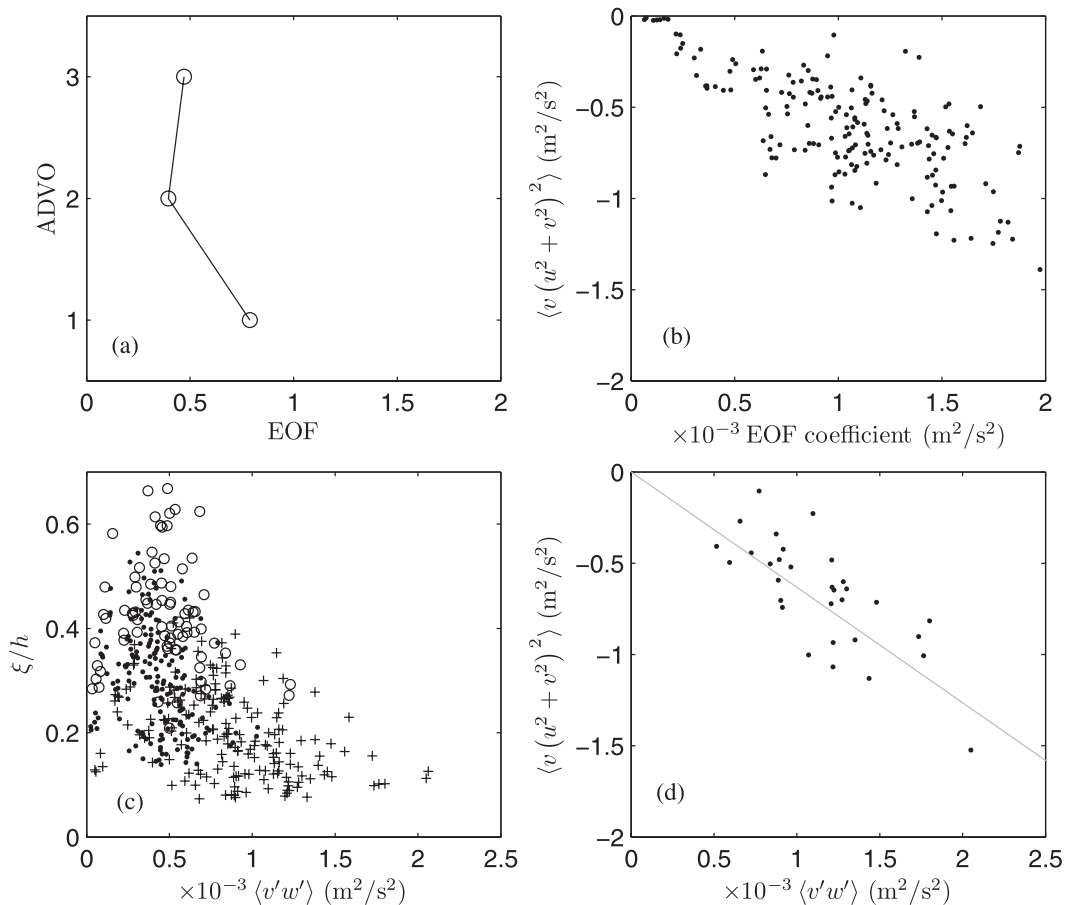 3
2
1
ADVO
(a)
0 0.5 1 1.5 2
EOF
0
−0.5
−1
−1.5
−2
⟨v (u² + v²)²⟩ (m²/s²)
(b)
0 0.5 1 1.5 2
×10⁻³ EOF coefficient (m²/s²)
0.6
0.4
0.2
0
ξ/h
(c)
0 0.5 1 1.5 2 2.5
×10⁻³ ⟨v′w′⟩ (m²/s²)
0
−0.5
−1
−1.5
−2
⟨v (u² + v²)²⟩ (m²/s²)
(d)
0 0.5 1 1.5 2 2.5
×10⁻³ ⟨v′w′⟩ (m²/s²)